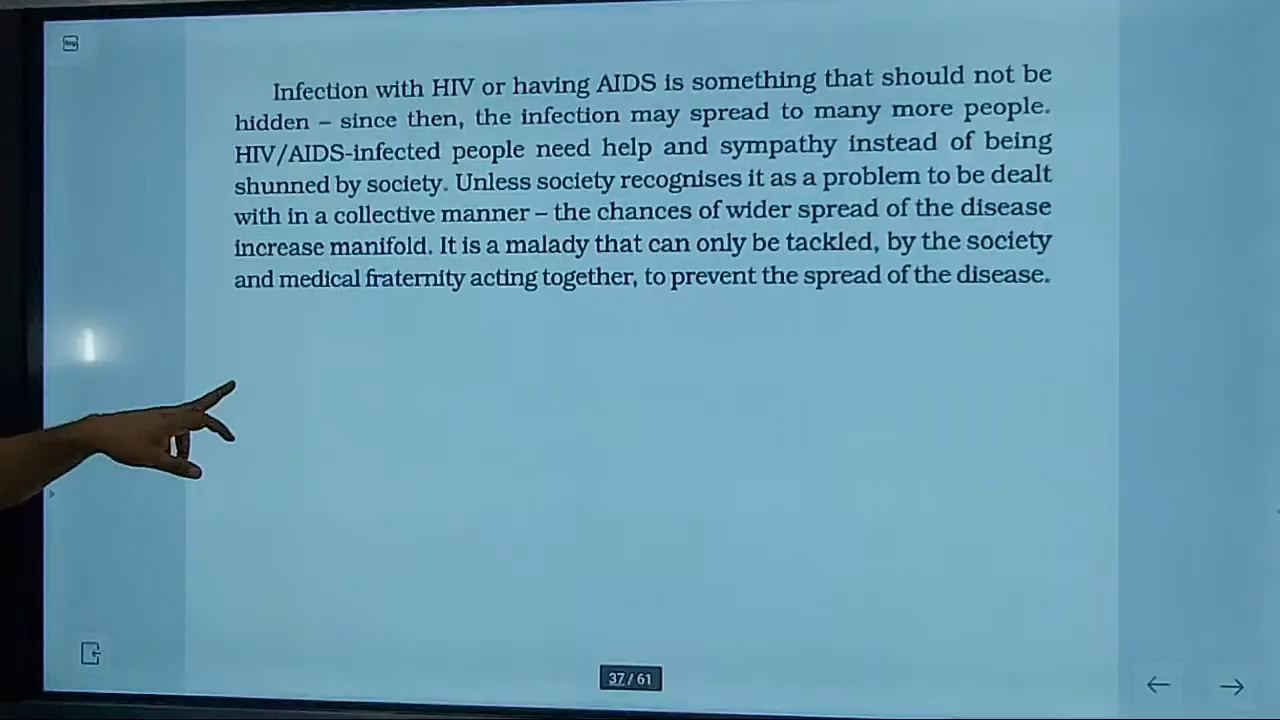 Infection with HIV or having AIDS is something that should not be
hidden – since then, the infection may spread to many more people.
HIV/AIDS-infected people need help and sympathy instead of being
shunned by society. Unless society recognises it as a problem to be dealt
with in a collective manner – the chances of wider spread of the disease
increase manifold. It is a malady that can only be tackled, by the society
and medical fraternity acting together, to prevent the spread of the disease.
37/61